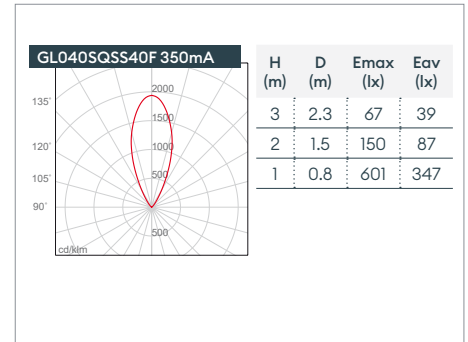 GL040SQSS40F 350mA
2000
135°
1500
120°
1000
105°
500
90°
500
cd/klm
H D Emax Eav
(m) (m) (lx) (lx)
3 2.3 67 39
2 1.5 150 87
1 0.8 601 347